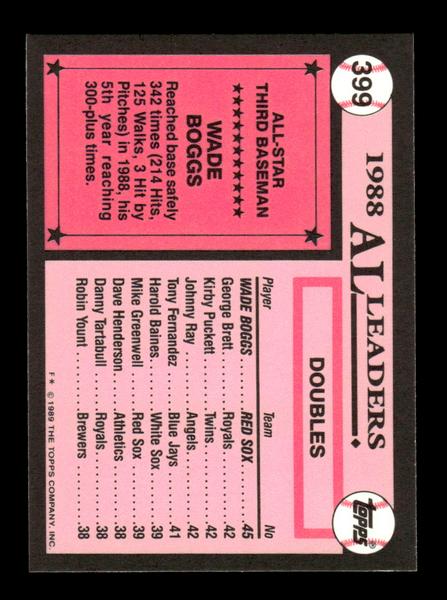 399
1988 AL LEADERS
topps®
ALL-STAR
THIRD BASEMAN
★★★★★★★★★★
WADE
BOGGS
Reached base safely
342 times (214 Hits,
125 Walks, 3 Hit by
Pitches) in 1988, his
5th year reaching
300-plus times.
DOUBLES
Player Team No
WADE BOGGS ..... RED SOX ..... 45
George Brett ..... Royals ..... 42
Kirby Puckett ..... Twins ..... 42
Johnny Ray ..... Angels ..... 42
Tony Fernandez ..... Blue Jays ..... 41
Harold Baines ..... White Sox ..... 39
Mike Greenwell ..... Red Sox ..... 39
Dave Henderson ..... Athletics ..... 38
Danny Tartabull ..... Royals ..... 38
Robin Yount ..... Brewers ..... 38
F* © 1989 THE TOPPS COMPANY, INC.